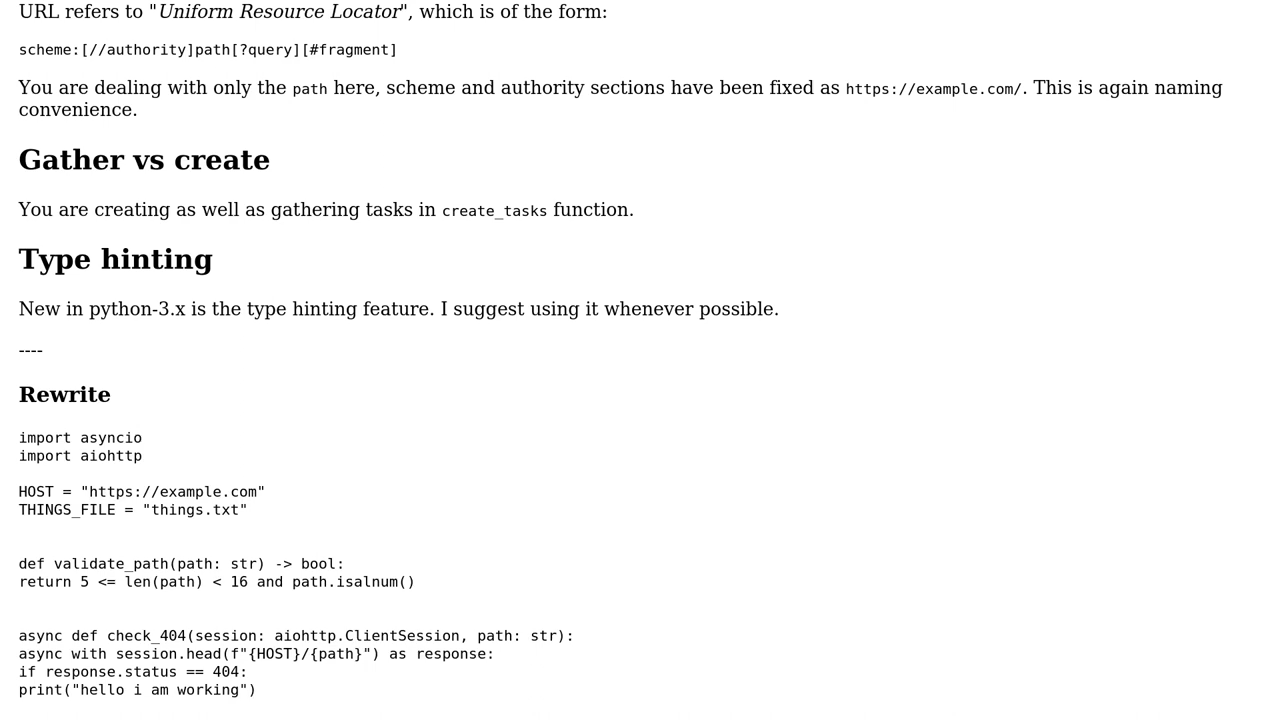 URL refers to "Uniform Resource Locator", which is of the form:
scheme:[//authority]path[?query][#fragment]
You are dealing with only the path here, scheme and authority sections have been fixed as https://example.com/. This is again naming
convenience.
Gather vs create
You are creating as well as gathering tasks in create_tasks function.
Type hinting
New in python-3.x is the type hinting feature. I suggest using it whenever possible.
----
Rewrite
import asyncio
import aiohttp
HOST = "https://example.com"
THINGS_FILE = "things.txt"
def validate_path(path: str) -> bool:
return 5 <= len(path) < 16 and path.isalnum()
async def check_404(session: aiohttp.ClientSession, path: str):
async with session.head(f"{HOST}/{path}") as response:
if response.status == 404:
print("hello i am working")